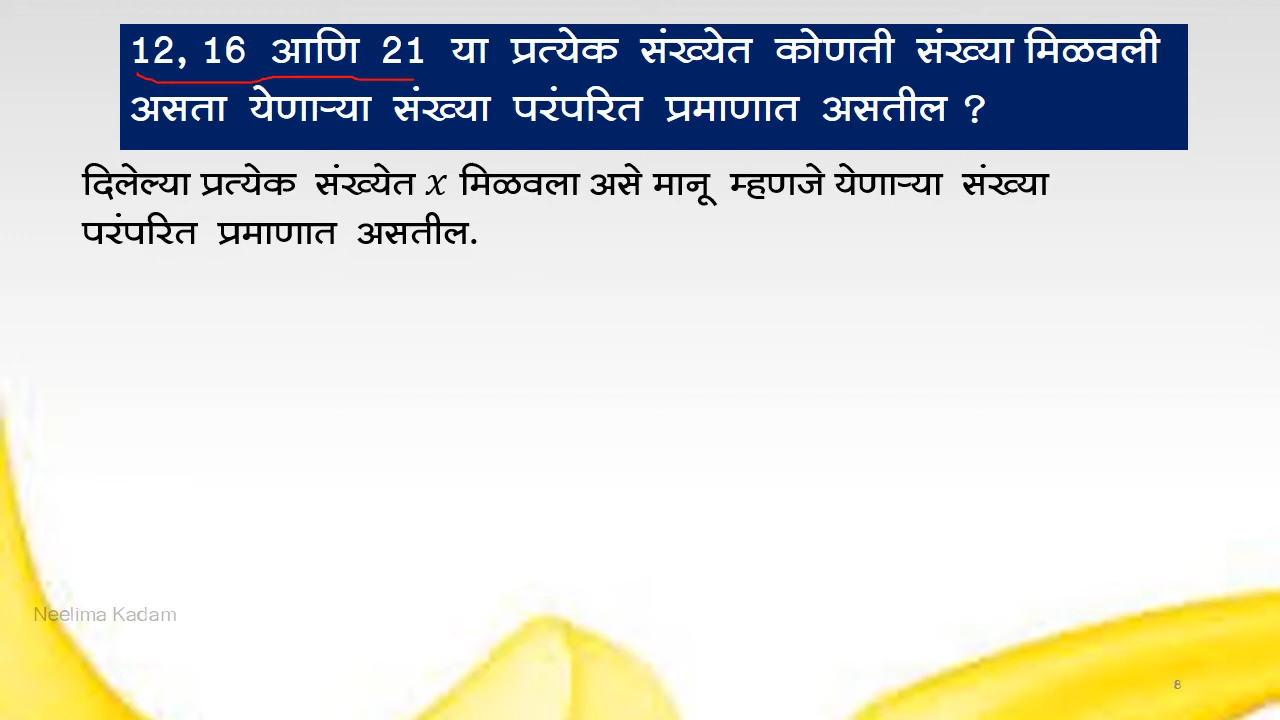 12, 16 आणि 21 या प्रत्येक संख्येत कोणती संख्या मिळवली
असता येणाऱ्या संख्या परंपरित प्रमाणात असतील ?
दिलेल्या प्रत्येक संख्येत x मिळवला असे मानू म्हणजे येणाऱ्या संख्या
परंपरित प्रमाणात असतील.
Neelima Kadam
8